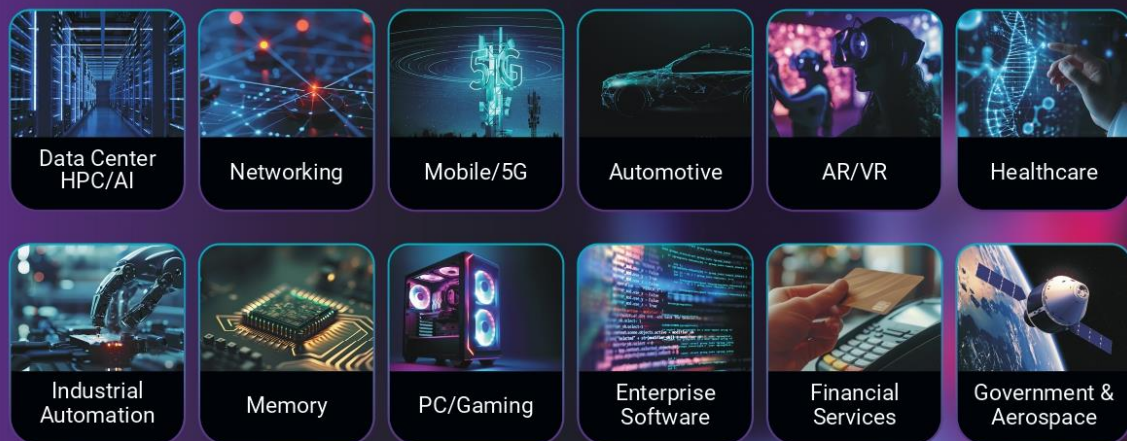 5G
Data Center
HPC/AI
Networking
Mobile/5G
Automotive
AR/VR
Healthcare
Industrial
Automation
Memory
PC/Gaming
Enterprise
Software
Financial
Services
Government &
Aerospace